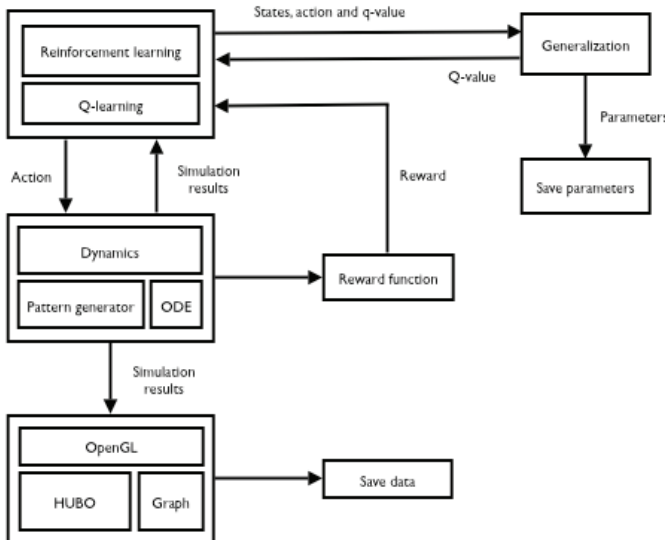 States, action and q-value
Reinforcement learning
Generalization
Q-value
Q-learning
Parameters
Action
Simulation
results
Reward
Save parameters
Dynamics
Reward function
Pattern generator
ODE
Simulation
results
OpenGL
HUBO
Graph
Save data